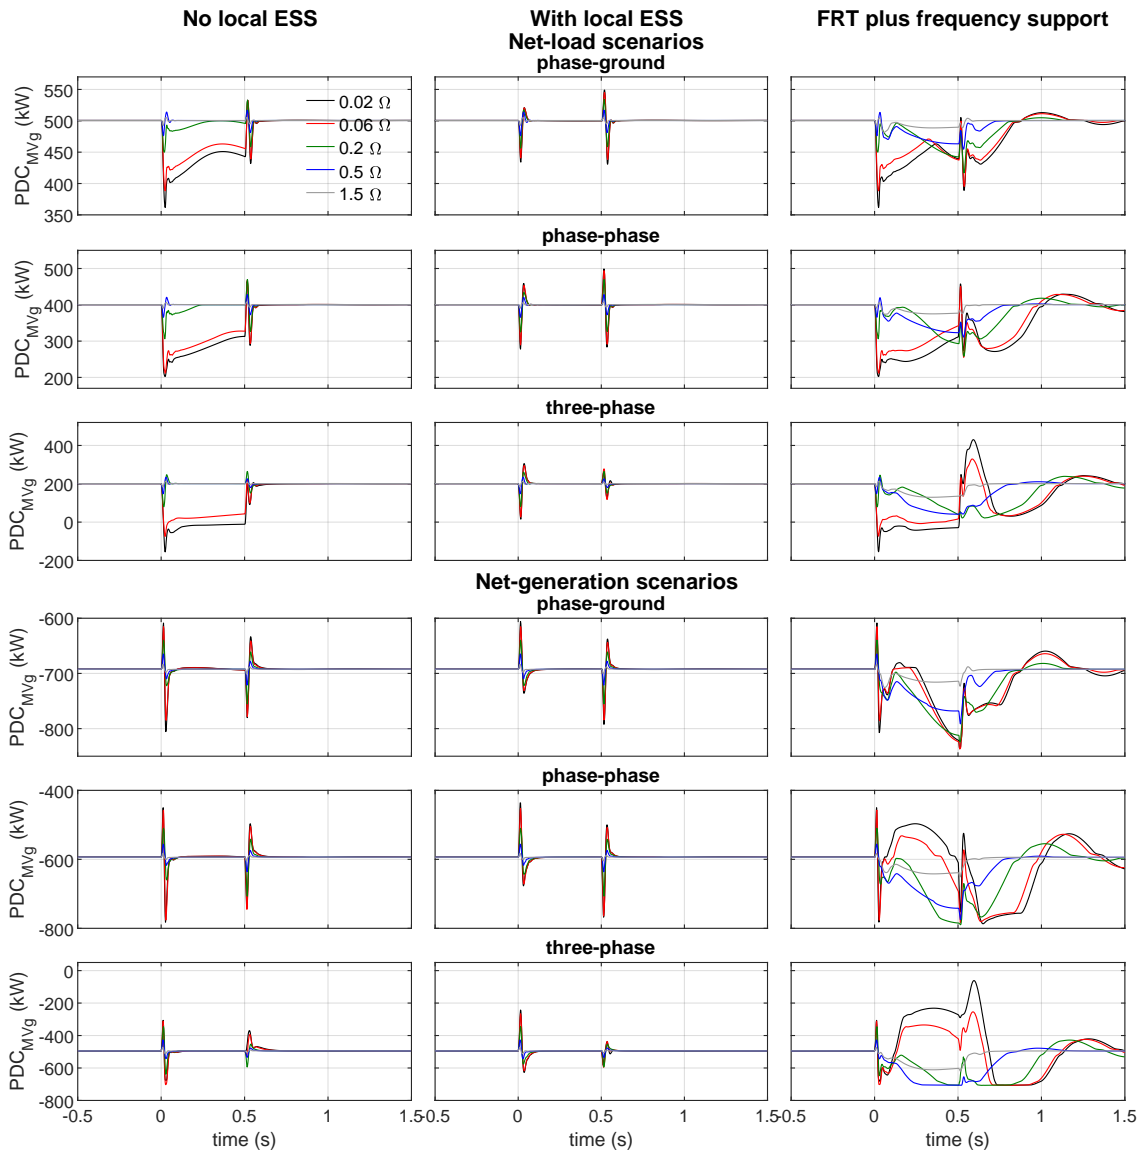 No local ESS
With local ESS
FRT plus frequency support
Net-load scenarios
phase-ground
PDC_MVg (kW)
550
500
450
400
350
0.02 Ω
0.06 Ω
0.2 Ω
0.5 Ω
1.5 Ω
phase-phase
PDC_MVg (kW)
500
400
300
200
three-phase
PDC_MVg (kW)
400
200
0
-200
Net-generation scenarios
phase-ground
PDC_MVg (kW)
-600
-700
-800
phase-phase
PDC_MVg (kW)
-400
-600
-800
three-phase
PDC_MVg (kW)
0
-200
-400
-600
-800
-0.5 0 0.5 1 1.5
-0.5 0 0.5 1 1.5
-0.5 0 0.5 1 1.5
time (s)
time (s)
time (s)